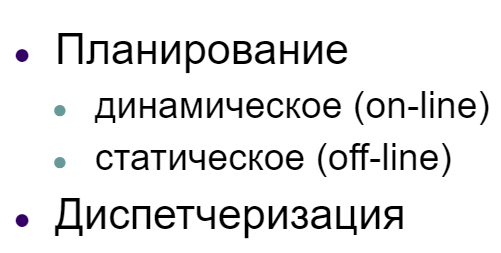 Планирование
динамическое (on-line)
статическое (off-line)
Диспетчеризация